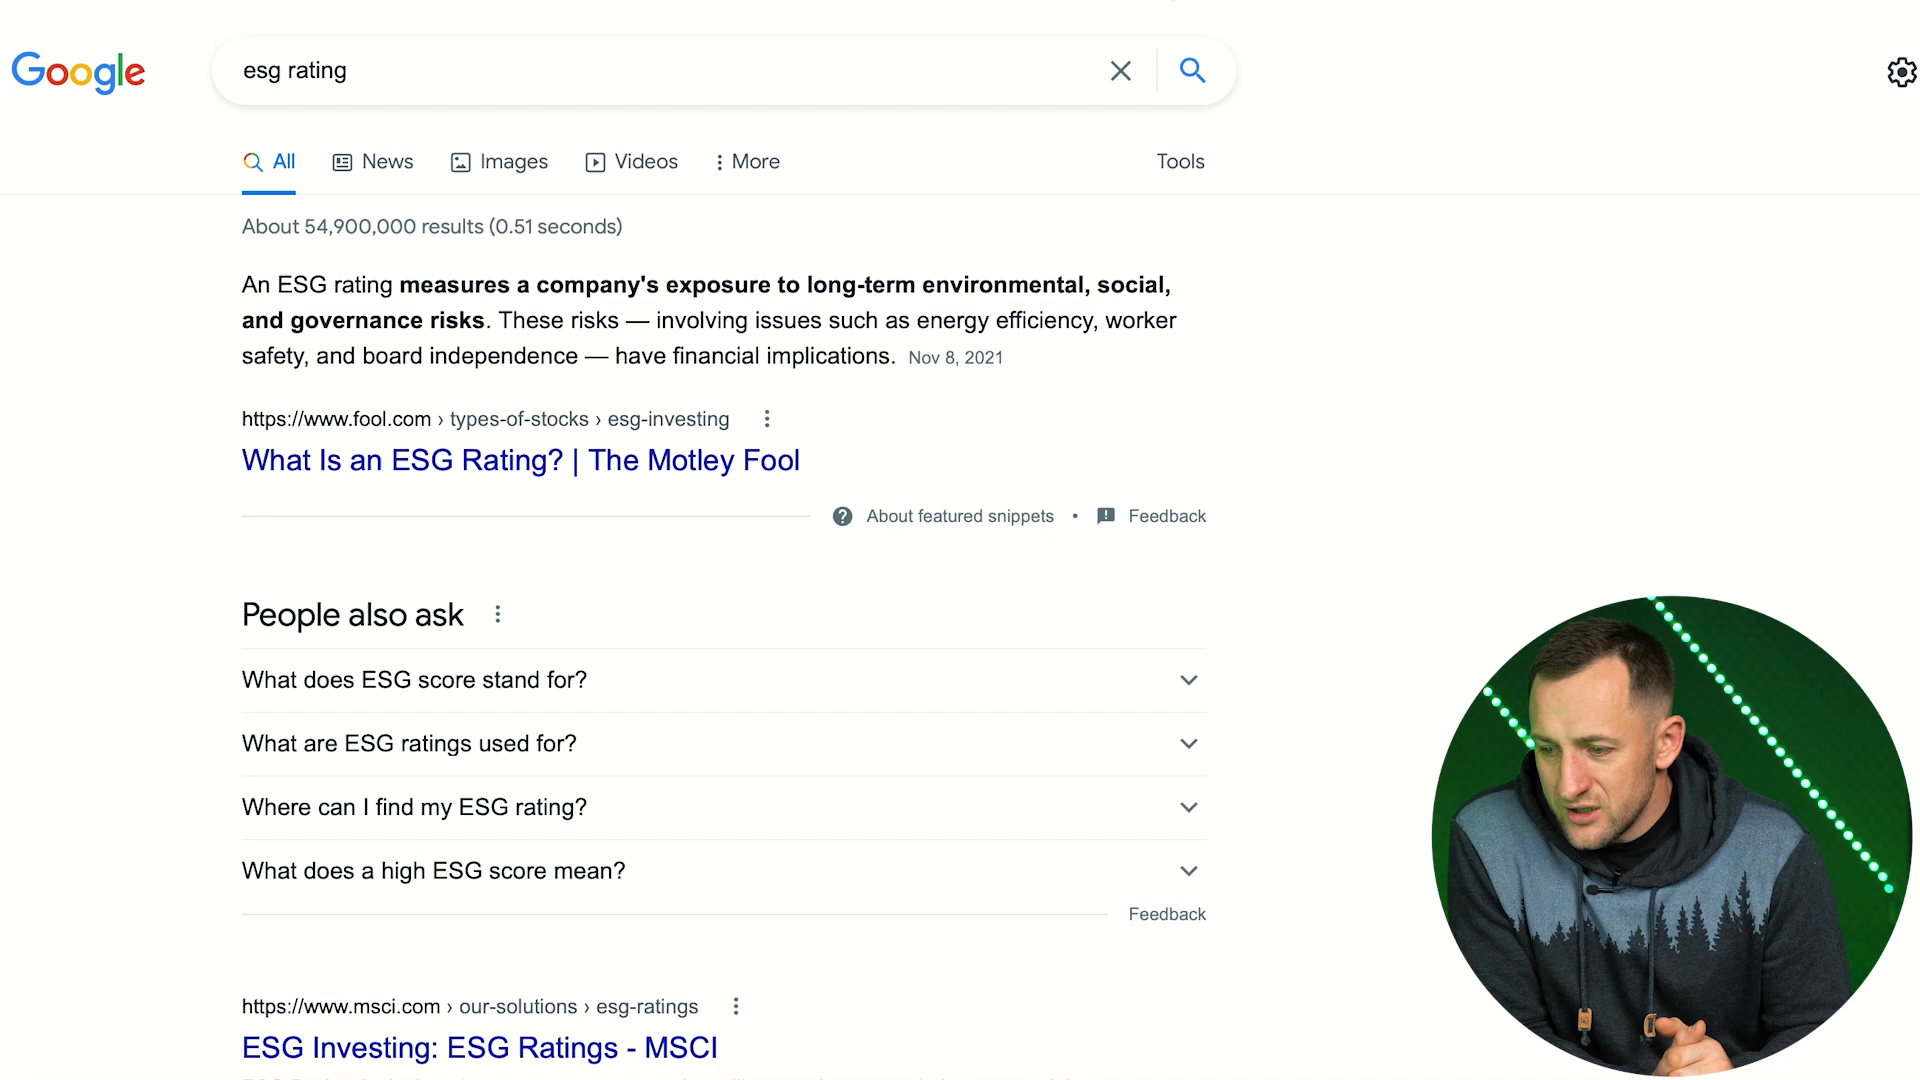 Google
esg rating
All
News
Images
Videos
More
Tools
About 54,900,000 results (0.51 seconds)
An ESG rating measures a company's exposure to long-term environmental, social,
and governance risks. These risks — involving issues such as energy efficiency, worker
safety, and board independence — have financial implications. Nov 8, 2021
https://www.fool.com › types-of-stocks › esg-investing
What Is an ESG Rating? | The Motley Fool
About featured snippets • Feedback
People also ask
What does ESG score stand for?
What are ESG ratings used for?
Where can I find my ESG rating?
What does a high ESG score mean?
Feedback
https://www.msci.com › our-solutions › esg-ratings
ESG Investing: ESG Ratings - MSCI